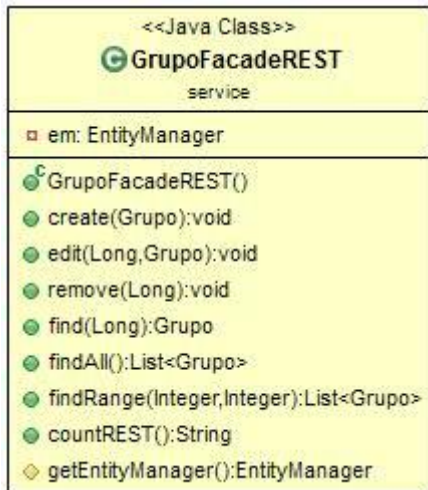 <<Java Class>>
C GrupoFacadeREST
service
em: EntityManager
C GrupoFacadeREST()
create(Grupo):void
edit(Long,Grupo):void
remove(Long):void
find(Long):Grupo
findAll():List<Grupo>
findRange(Integer,Integer):List<Grupo>
countREST():String
getEntityManager():EntityManager